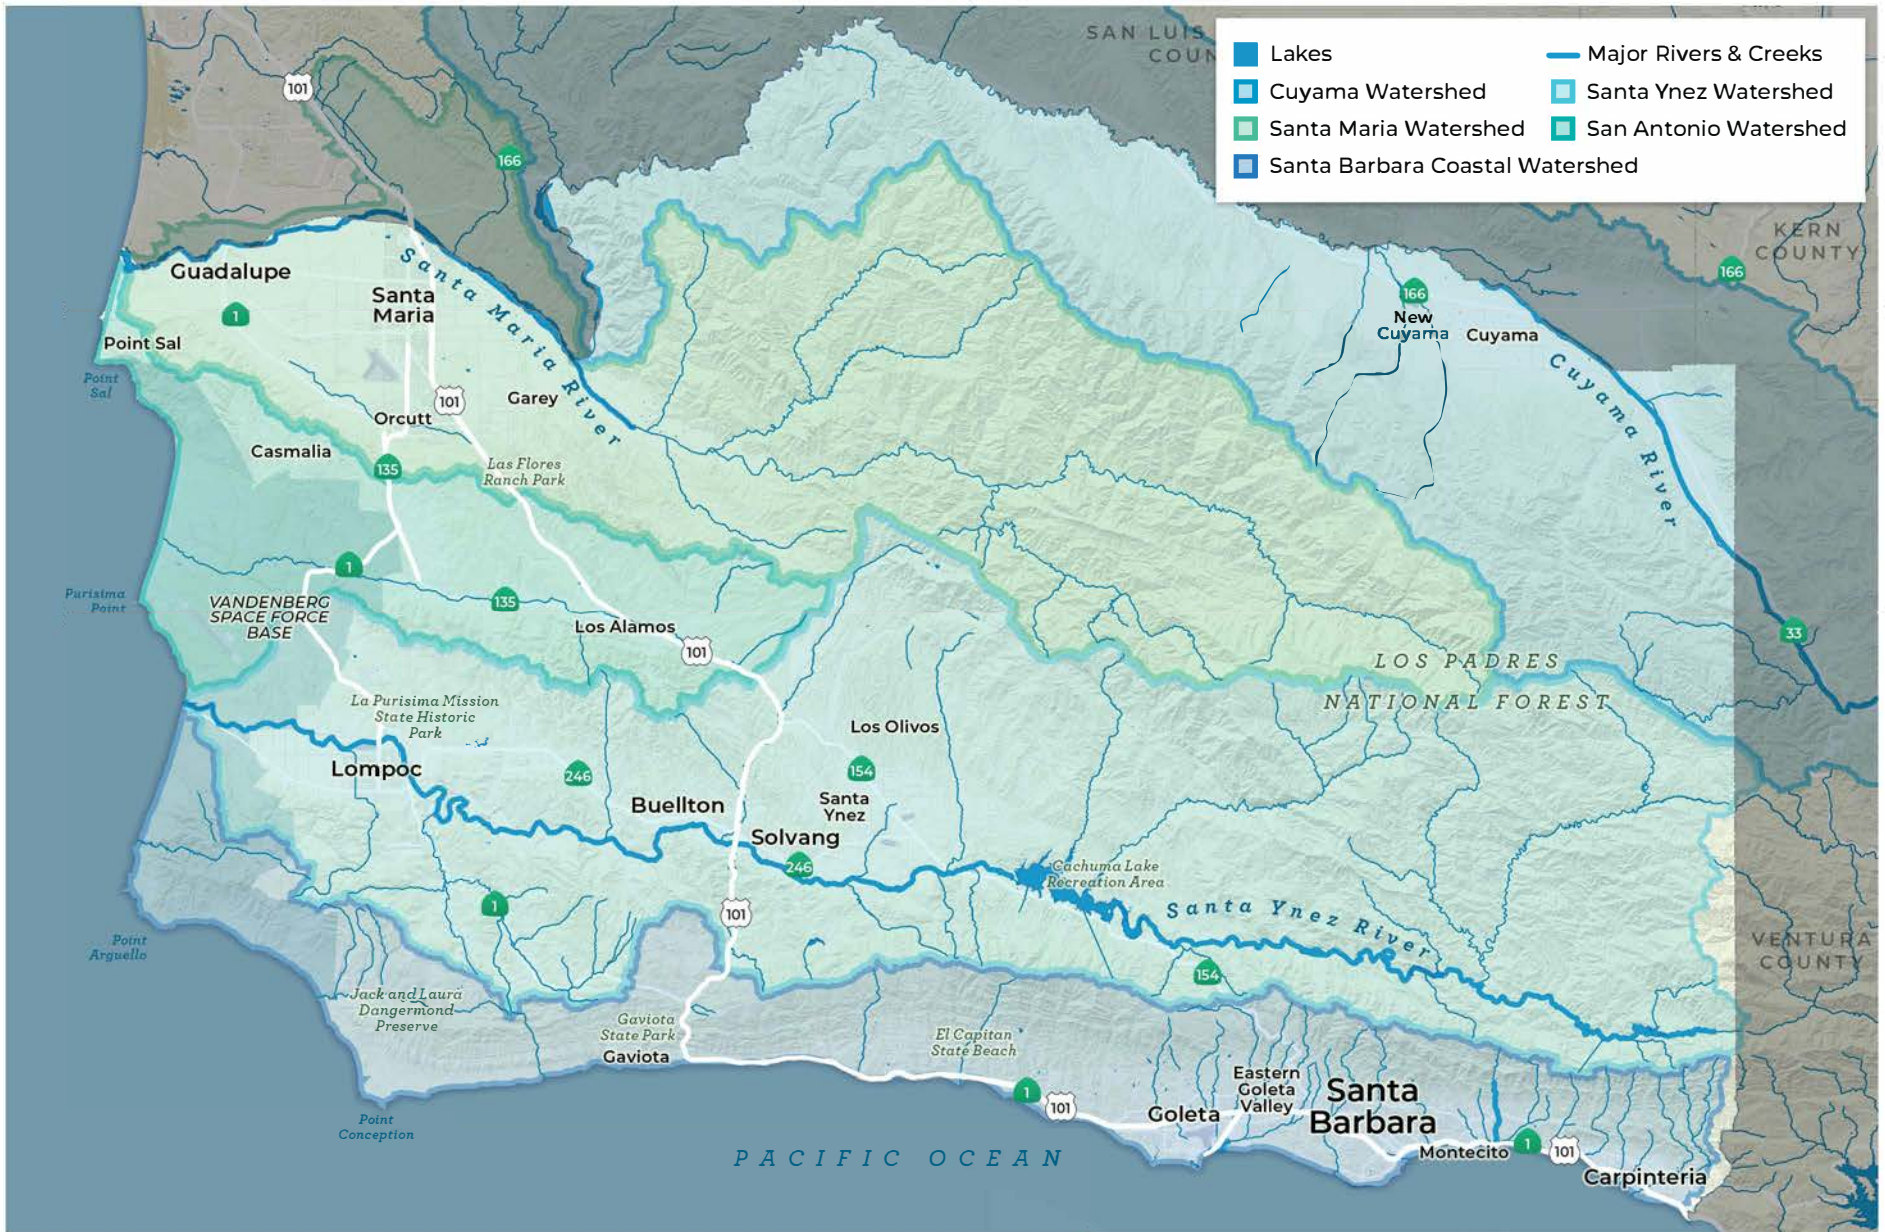 SAN LUIS
COUN
Lakes
Major Rivers & Creeks
Cuyama Watershed
Santa Ynez Watershed
Santa Maria Watershed
San Antonio Watershed
Santa Barbara Coastal Watershed
101
166
KERN
COUNTY
166
Guadalupe
1
Santa
Maria
Santa Maria River
166
New
Cuyama
Cuyama
Cuyama River
Point Sal
Point
Sal
101
Garey
Orcutt
Casmalia
135
Las Flores
Ranch Park
1
Purisima
Point
VANDENBERG
SPACE FORCE
BASE
135
Los Alamos
101
33
LOS PADRES
NATIONAL FOREST
La Purisima Mission
State Historic
Park
Los Olivos
Lompoc
246
154
Buellton
Santa
Ynez
Solvang
246
Cachuma Lake
Recreation Area
1
101
Santa Ynez River
Point
Arguello
VENTURA
COUNTY
154
Jack and Laura
Dangermond
Preserve
Gaviota
State Park
Gaviota
El Capitan
State Beach
Eastern
Goleta
Valley
Santa
Barbara
1
101
Goleta
Point
Conception
PACIFIC OCEAN
Montecito
1
101
Carpinteria